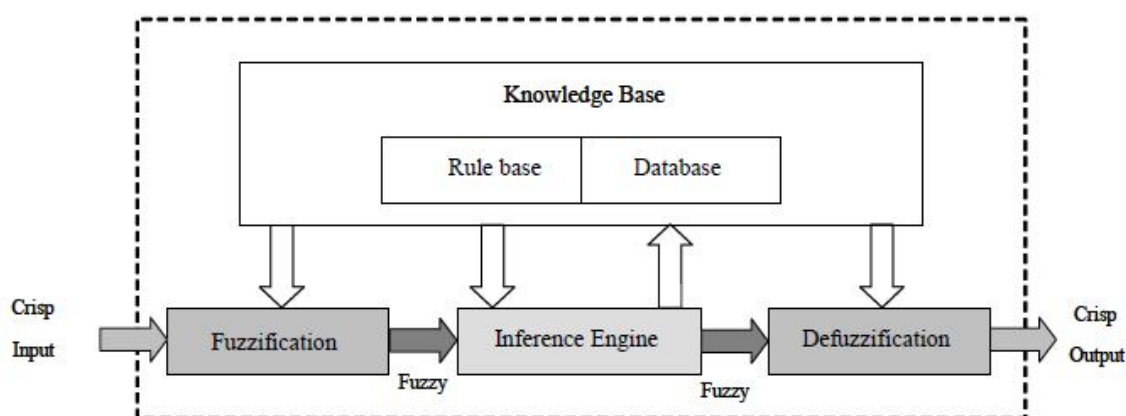 Knowledge Base
Rule base
Database
Crisp
Input
Fuzzification
Fuzzy
Inference Engine
Fuzzy
Defuzzification
Crisp
Output